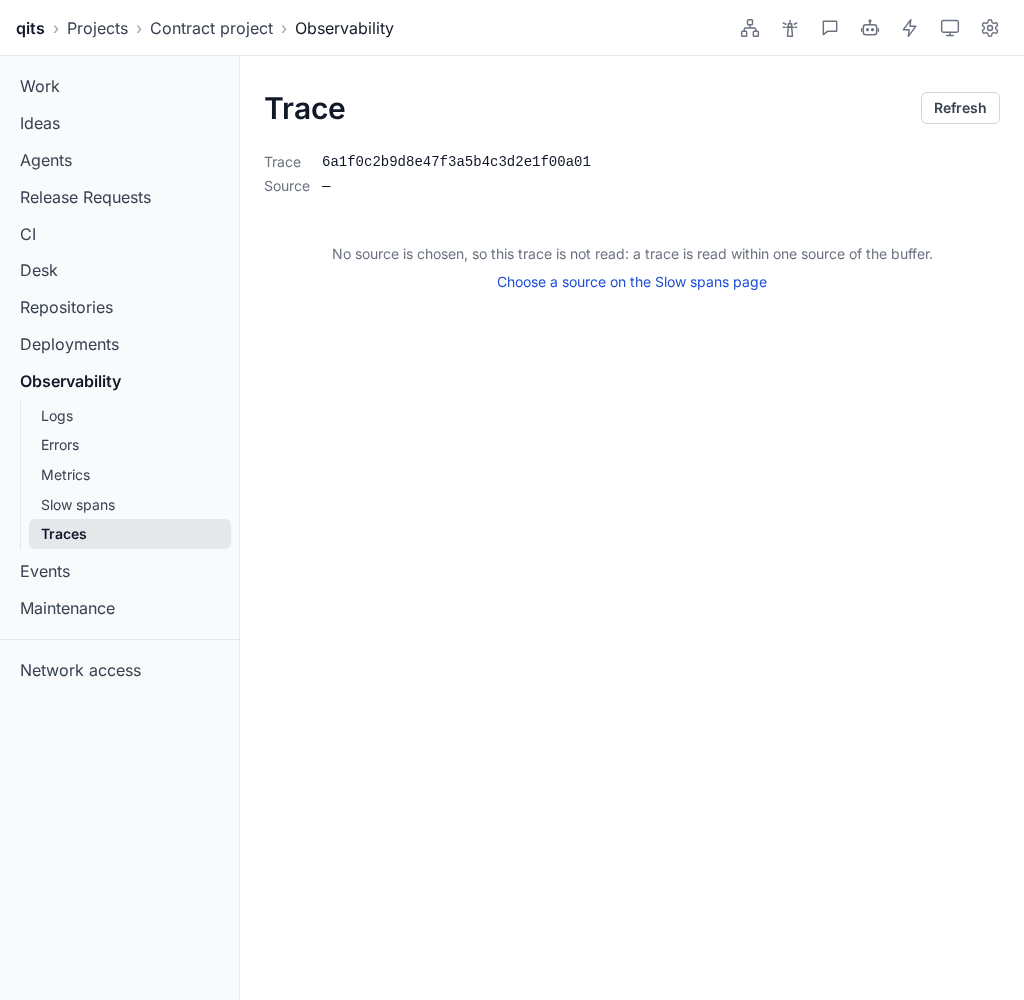 qits › Projects › Contract project › Observability
Work
Ideas
Agents
Release Requests
CI
Desk
Repositories
Deployments
Observability
Logs
Errors
Metrics
Slow spans
Traces
Events
Maintenance
Network access
Trace
Refresh
Trace 6a1f0c2b9d8e47f3a5b4c3d2e1f00a01
Source —
No source is chosen, so this trace is not read: a trace is read within one source of the buffer.
Choose a source on the Slow spans page